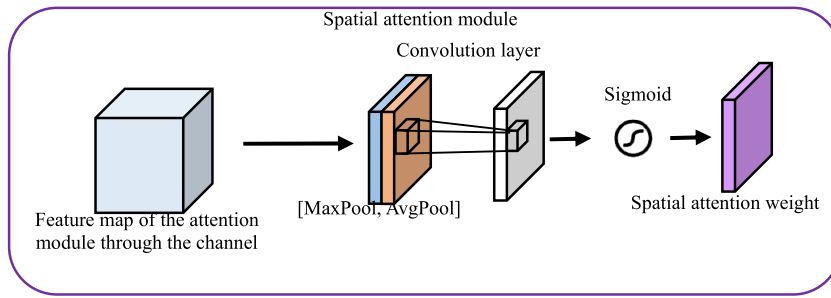 Spatial attention module
Convolution layer
Sigmoid
[MaxPool, AvgPool]
Spatial attention weight
Feature map of the attention
module through the channel